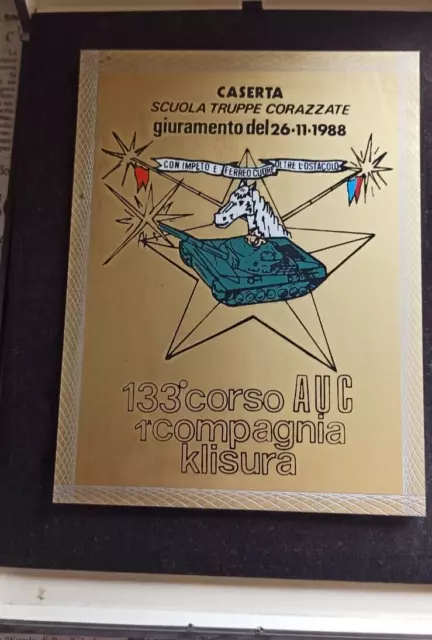 CASERTA
SCUOLA TRUPPE CORAZZATE
giuramento del 26·11·1988
CON IMPETO E FERREO CUORE OLTRE L'OSTACOLO
133° corso AUC
1ª compagnia
klisura